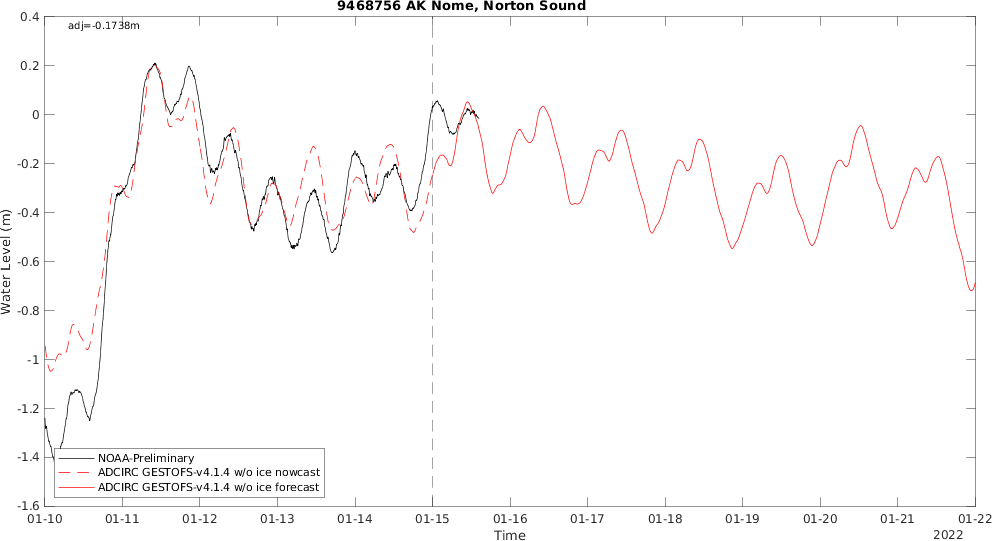 9468756 AK Nome, Norton Sound
adj=-0.1738m
0.4
0.2
0
-0.2
-0.4
-0.6
-0.8
-1
-1.2
-1.4
-1.6
Water Level (m)
NOAA-Preliminary
ADCIRC GESTOFS-v4.1.4 w/o ice nowcast
ADCIRC GESTOFS-v4.1.4 w/o ice forecast
01-10 01-11 01-12 01-13 01-14 01-15 01-16 01-17 01-18 01-19 01-20 01-21 01-22
Time
2022